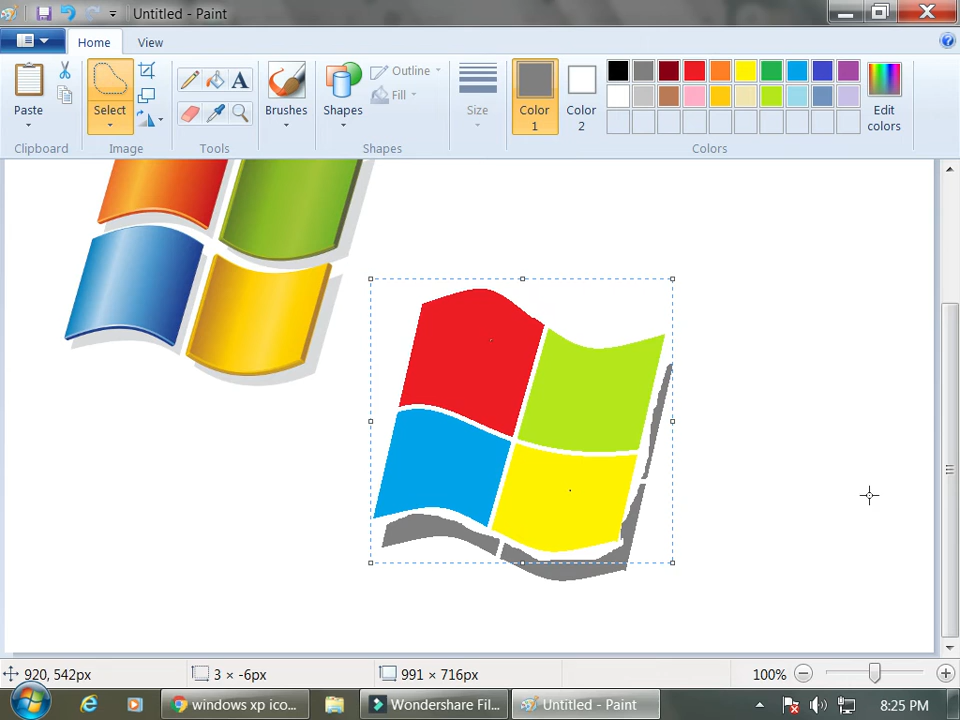 Untitled - Paint
Home View
Paste
Select
A
Brushes
Shapes
Outline
Fill
Size
Color 1
Color 2
Edit colors
Clipboard
Image
Tools
Shapes
Colors
920, 542px
3 × -6px
991 × 716px
100%
windows xp ico...
Wondershare Fil...
Untitled - Paint
8:25 PM